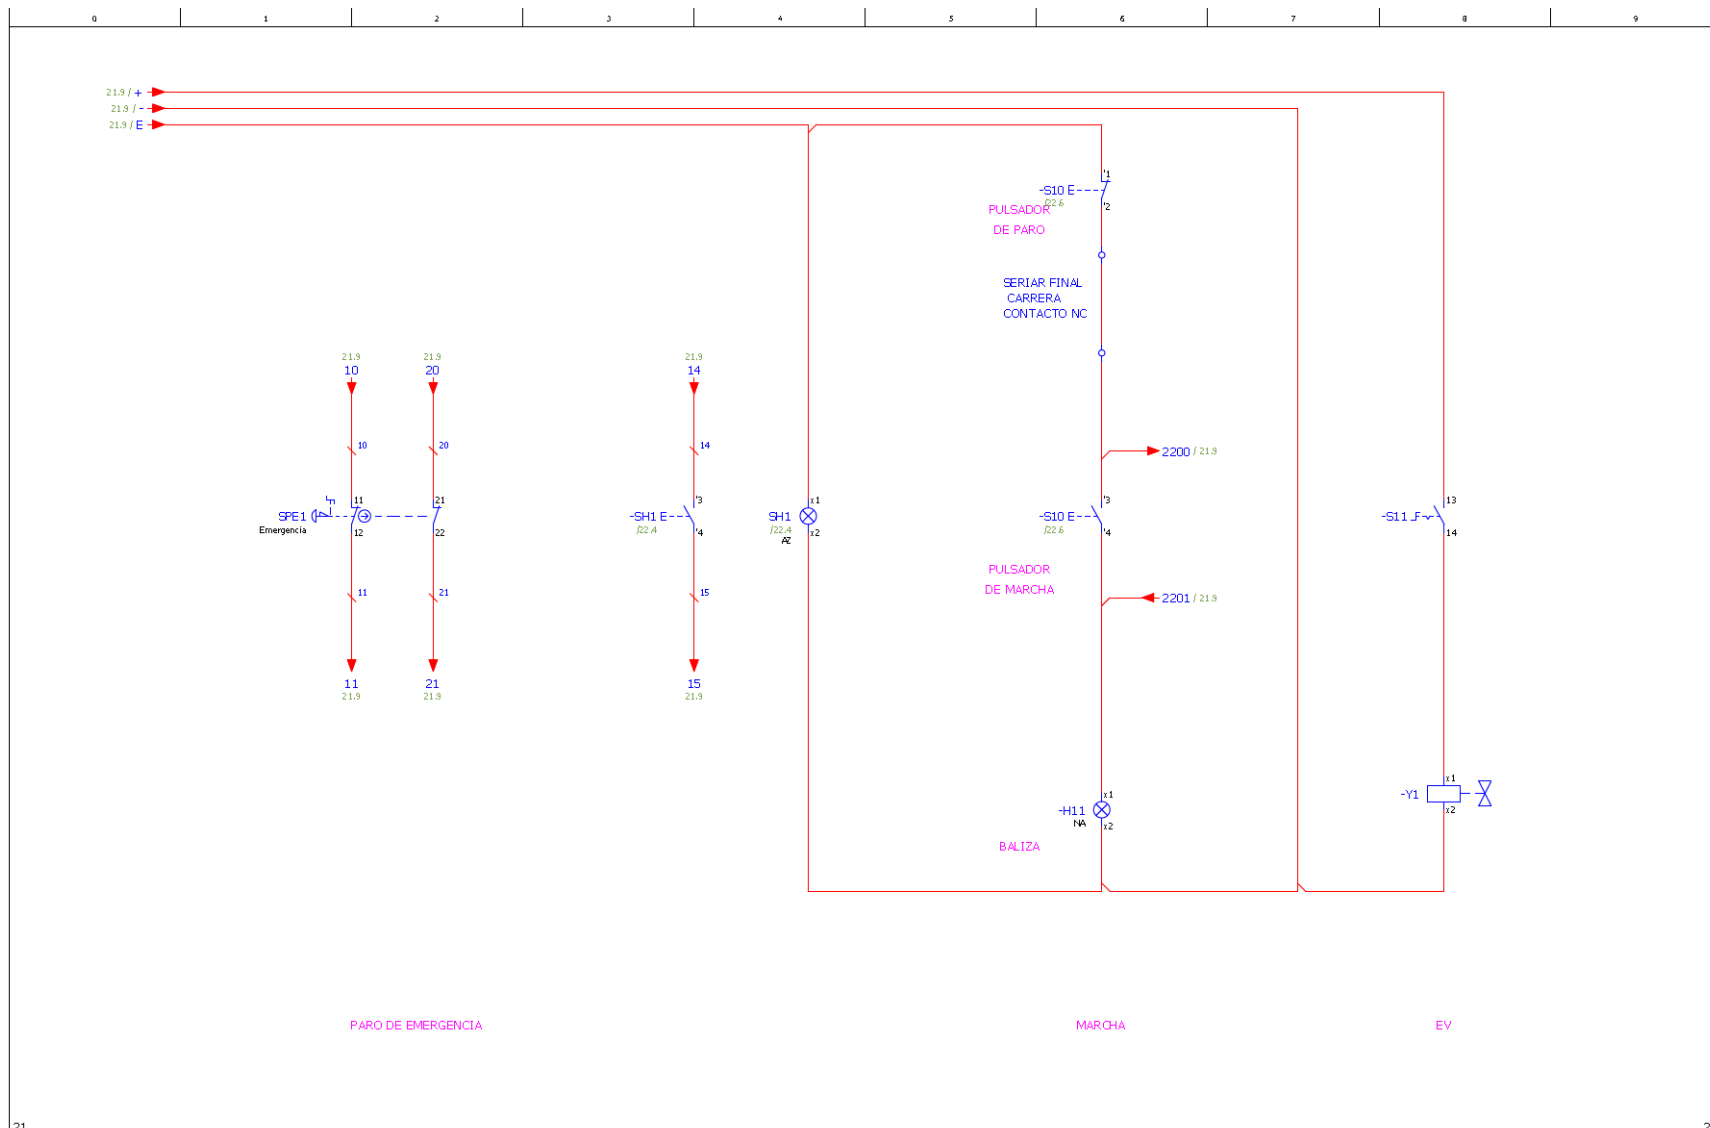 0 1 2 3 4 5 6 7 8 9
21.9 / +
21.9 / -
21.9 / E
'1
-S10 E
/22.6
'2
PULSADOR
DE PARO
SERIAR FINAL
CARRERA
CONTACTO NC
21.9 21.9 21.9
10 20 14
10 20 14
2200 / 21.9
11 21 '3 x1 '3 13
SPE1 -SH1 E SH1 -S10 E -S11
Emergencia /22.4 /22.4 /22.6
12 22 '4 x2 '4 14
AZ
PULSADOR
DE MARCHA
11 21 15
2201 / 21.9
11 21 15
21.9 21.9 21.9
x1
-Y1
x2
x1
-H11
NA
x2
BALIZA
PARO DE EMERGENCIA MARCHA EV
21